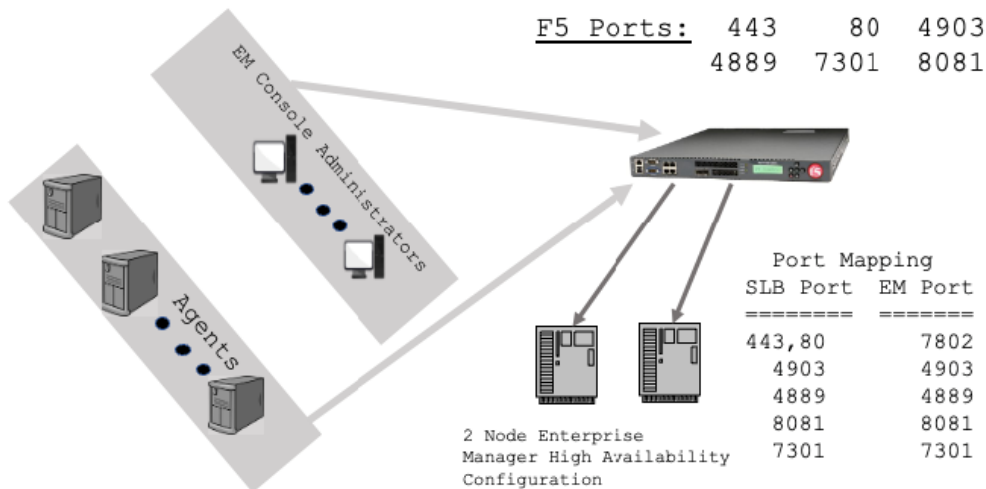 F5 Ports: 443 80 4903
4889 7301 8081
EM Console Administrators
Agents
Port Mapping
SLB Port EM Port
======== =======
443,80 7802
4903 4903
4889 4889
8081 8081
7301 7301
2 Node Enterprise
Manager High Availability
Configuration